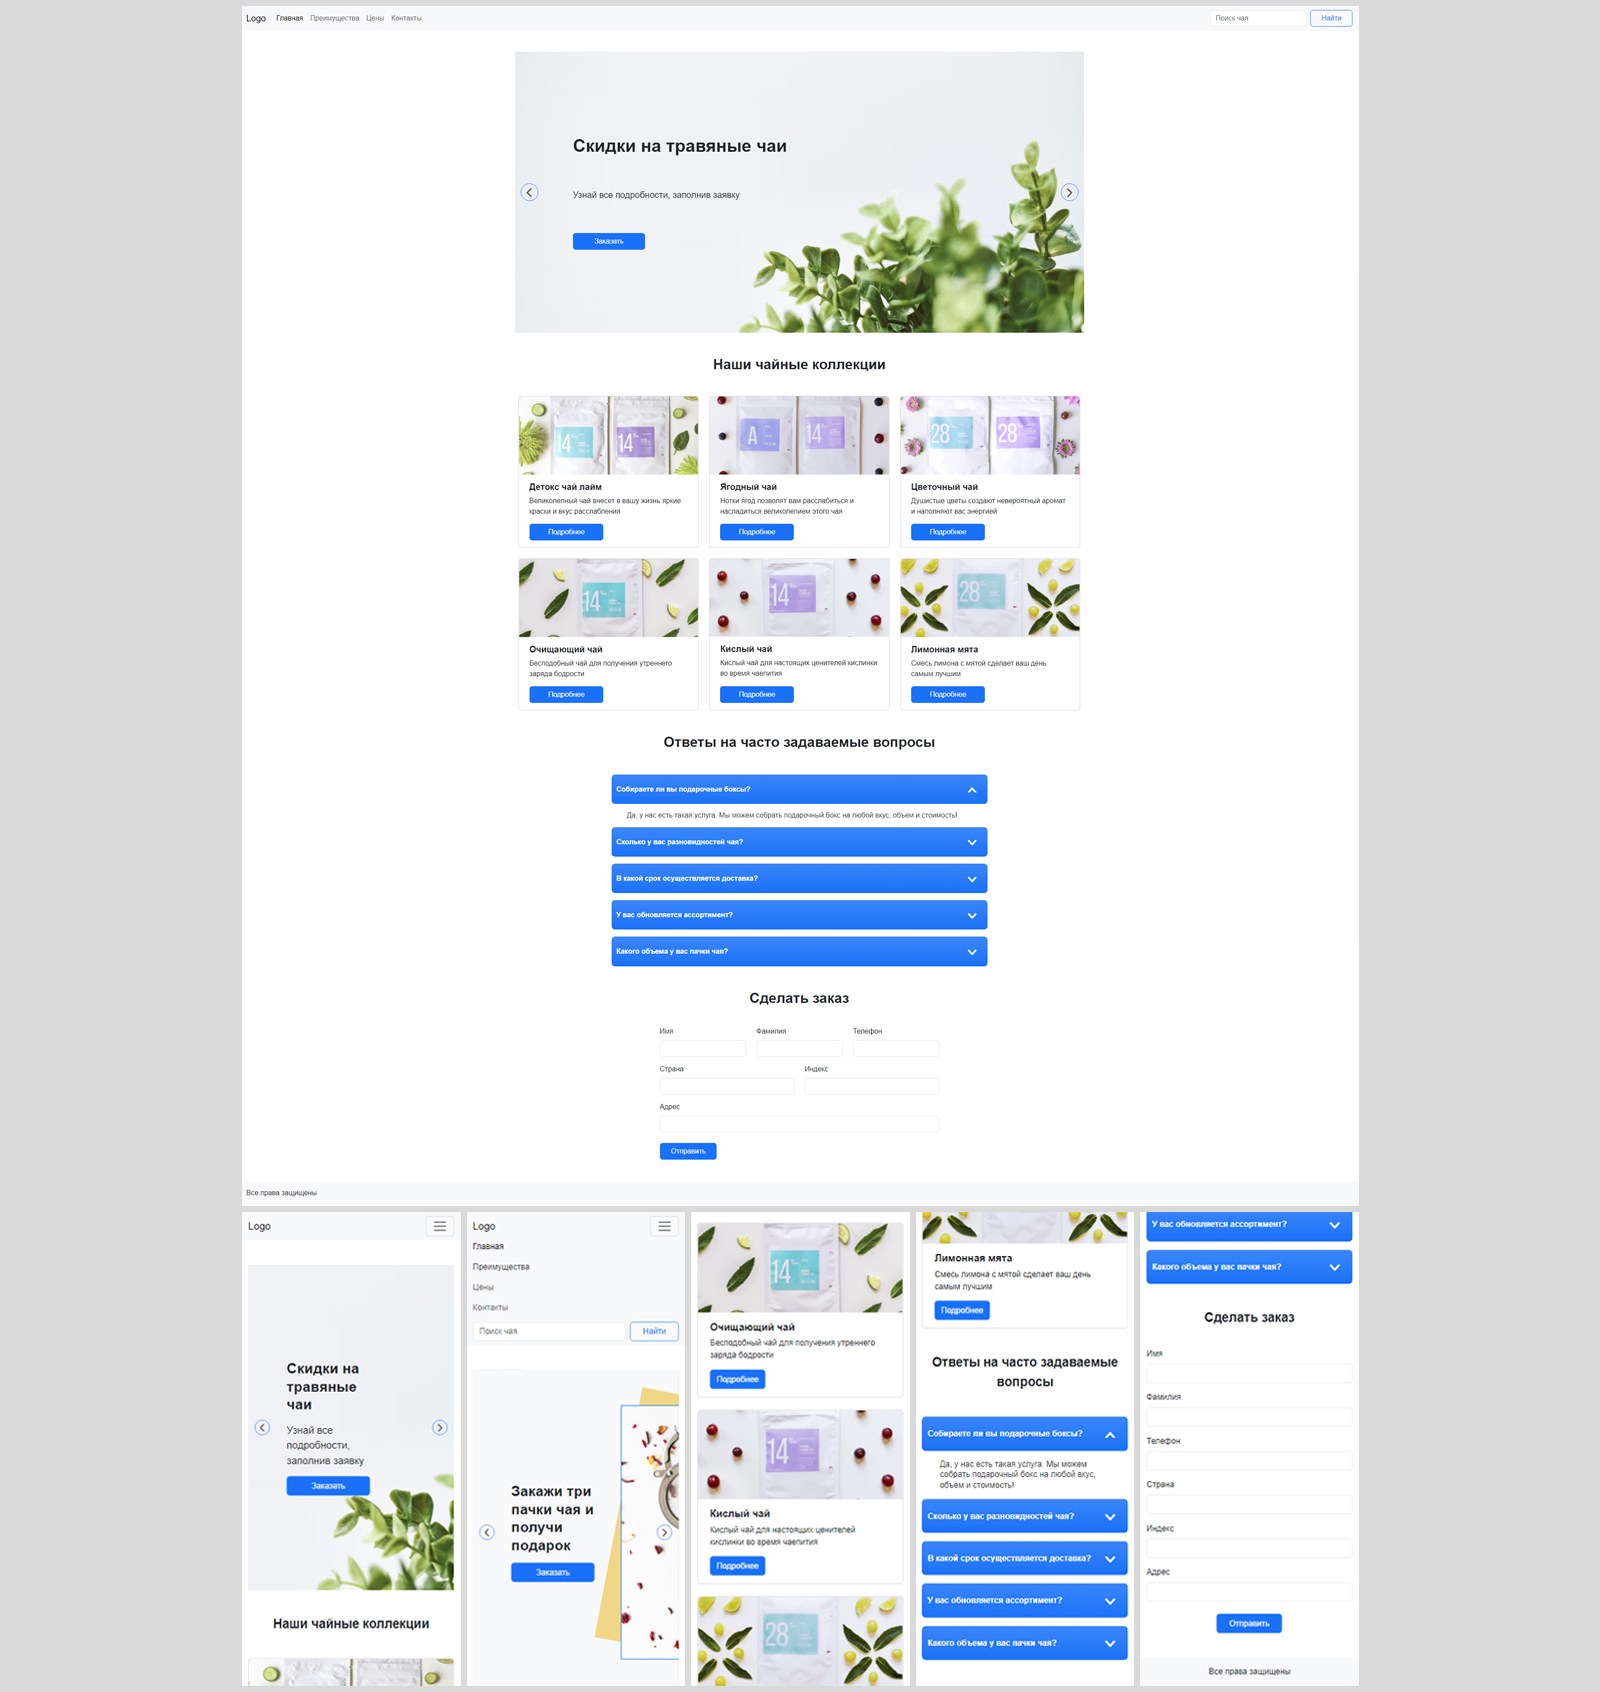 Logo Главная Преимущества Цены Контакты Поиск чая Найти
Скидки на травяные чаи
Узнай все подробности, заполнив заявку
Заказать
Наши чайные коллекции
14 14
A 14
28 28
Детокс чай лайм
Великолепный чай внесет в вашу жизнь яркие
краски и вкус расслабления
Подробнее
Ягодный чай
Нотки ягод позволят вам расслабиться и
насладиться великолепием этого чая
Подробнее
Цветочный чай
Душистые цветы создают невероятный аромат
и наполняют вас энергией
Подробнее
14
14
28
Очищающий чай
Бесподобный чай для получения утреннего
заряда бодрости
Подробнее
Кислый чай
Кислый чай для настоящих ценителей кислинки
во время чаепития
Подробнее
Лимонная мята
Смесь лимона с мятой сделает ваш день
самым лучшим
Подробнее
Ответы на часто задаваемые вопросы
Собираете ли вы подарочные боксы?
Да, у нас есть такая услуга. Мы можем собрать подарочный бокс на любой вкус, объем и стоимость!
Сколько у вас разновидностей чая?
В какой срок осуществляется доставка?
У вас обновляется ассортимент?
Какого объема у вас пачки чая?
Сделать заказ
Имя Фамилия Телефон
Страна Индекс
Адрес
Отправить
Все права защищены
Logo
Скидки на
травяные
чаи
Узнай все
подробности,
заполнив заявку
Заказать
Наши чайные коллекции
Logo
Главная
Преимущества
Цены
Контакты
Поиск чая Найти
Закажи три
пачки чая и
получи
подарок
Заказать
14
Очищающий чай
Бесподобный чай для получения утреннего
заряда бодрости
Подробнее
14
Кислый чай
Кислый чай для настоящих ценителей
кислинки во время чаепития
Подробнее
28
Лимонная мята
Смесь лимона с мятой сделает ваш день
самым лучшим
Подробнее
Ответы на часто задаваемые
вопросы
Собираете ли вы подарочные боксы?
Да, у нас есть такая услуга. Мы можем
собрать подарочный бокс на любой вкус,
объем и стоимость!
Сколько у вас разновидностей чая?
В какой срок осуществляется доставка?
У вас обновляется ассортимент?
Какого объема у вас пачки чая?
У вас обновляется ассортимент?
Какого объема у вас пачки чая?
Сделать заказ
Имя
Фамилия
Телефон
Страна
Индекс
Адрес
Отправить
Все права защищены